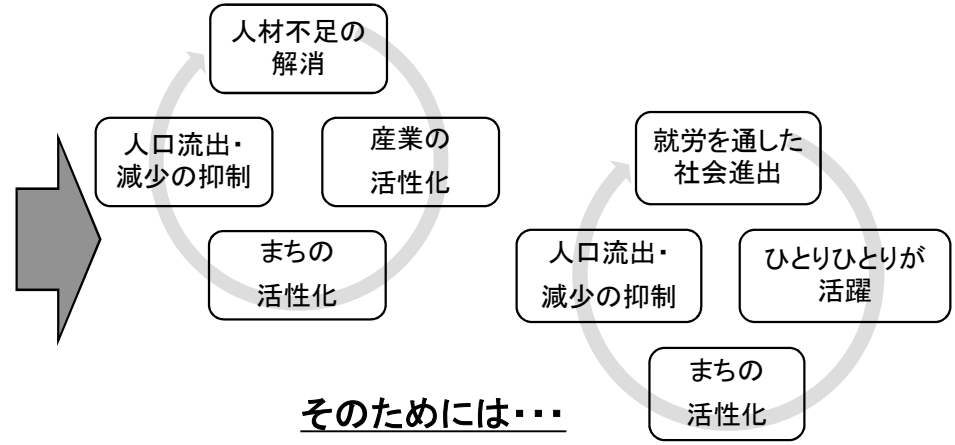 人材不足の
解消
人口流出・
減少の抑制
産業の
活性化
まちの
活性化
就労を通した
社会進出
人口流出・
減少の抑制
ひとりひとりが
活躍
まちの
活性化
そのためには・・・